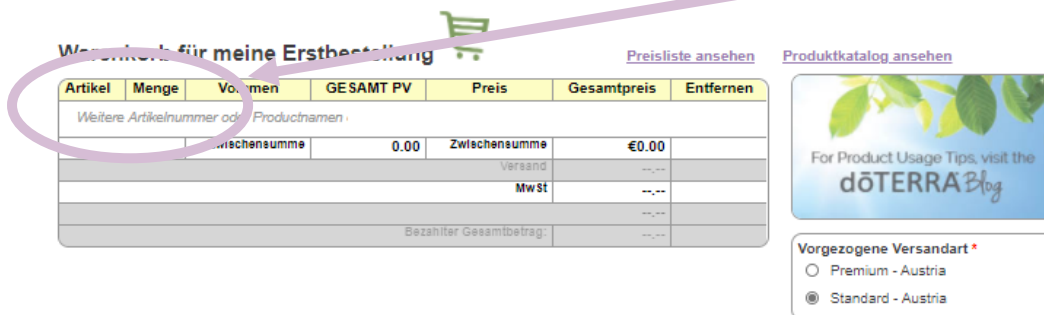 Warenkorb für meine Erstbestellung
Preisliste ansehen
Produktkatalog ansehen
Artikel Menge Volumen GESAMT PV Preis Gesamtpreis Entfernen
Weitere Artikelnummer oder Productnamen
Zwischensumme 0.00 Zwischensumme €0.00
Versand --,--
MwSt --,--
--,--
Bezahlter Gesamtbetrag: --,--
For Product Usage Tips, visit the
dōTERRA Blog
Vorgezogene Versandart *
Premium - Austria
Standard - Austria